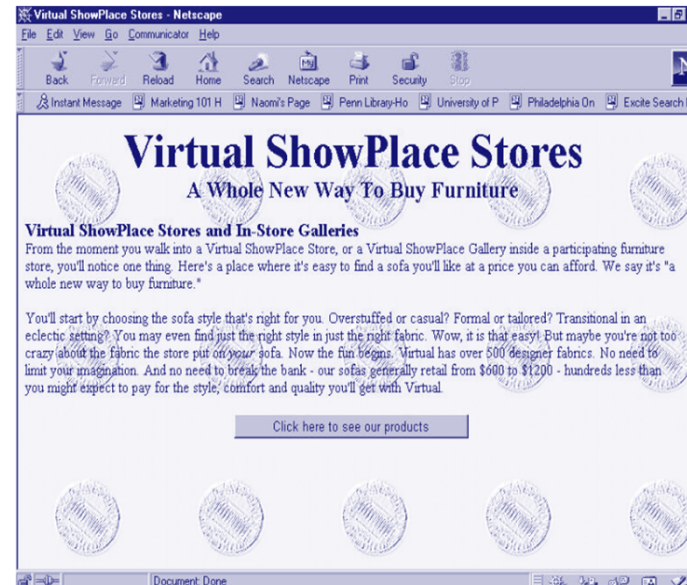 Virtual ShowPlace Stores - Netscape
File Edit View Go Communicator Help
Back Forward Reload Home Search Netscape Print Security Stop
Instant Message Marketing 101 H Naomi's Page Penn Library-Ho University of P Philadelphia On Excite Search
Virtual ShowPlace Stores
A Whole New Way To Buy Furniture
Virtual ShowPlace Stores and In-Store Galleries
From the moment you walk into a Virtual ShowPlace Store, or a Virtual ShowPlace Gallery inside a participating furniture
store, you'll notice one thing. Here's a place where it's easy to find a sofa you'll like at a price you can afford. We say it's "a
whole new way to buy furniture."
You'll start by choosing the sofa style that's right for you. Overstuffed or casual? Formal or tailored? Transitional in an
eclectic setting? You may even find just the right style in just the right fabric. Wow, it is that easy! But maybe you're not too
crazy about the fabric the store put on your sofa. Now the fun begins. Virtual has over 500 designer fabrics. No need to
limit your imagination. And no need to break the bank - our sofas generally retail from $600 to $1200 - hundreds less than
you might expect to pay for the style, comfort and quality you'll get with Virtual.
Click here to see our products
Document: Done